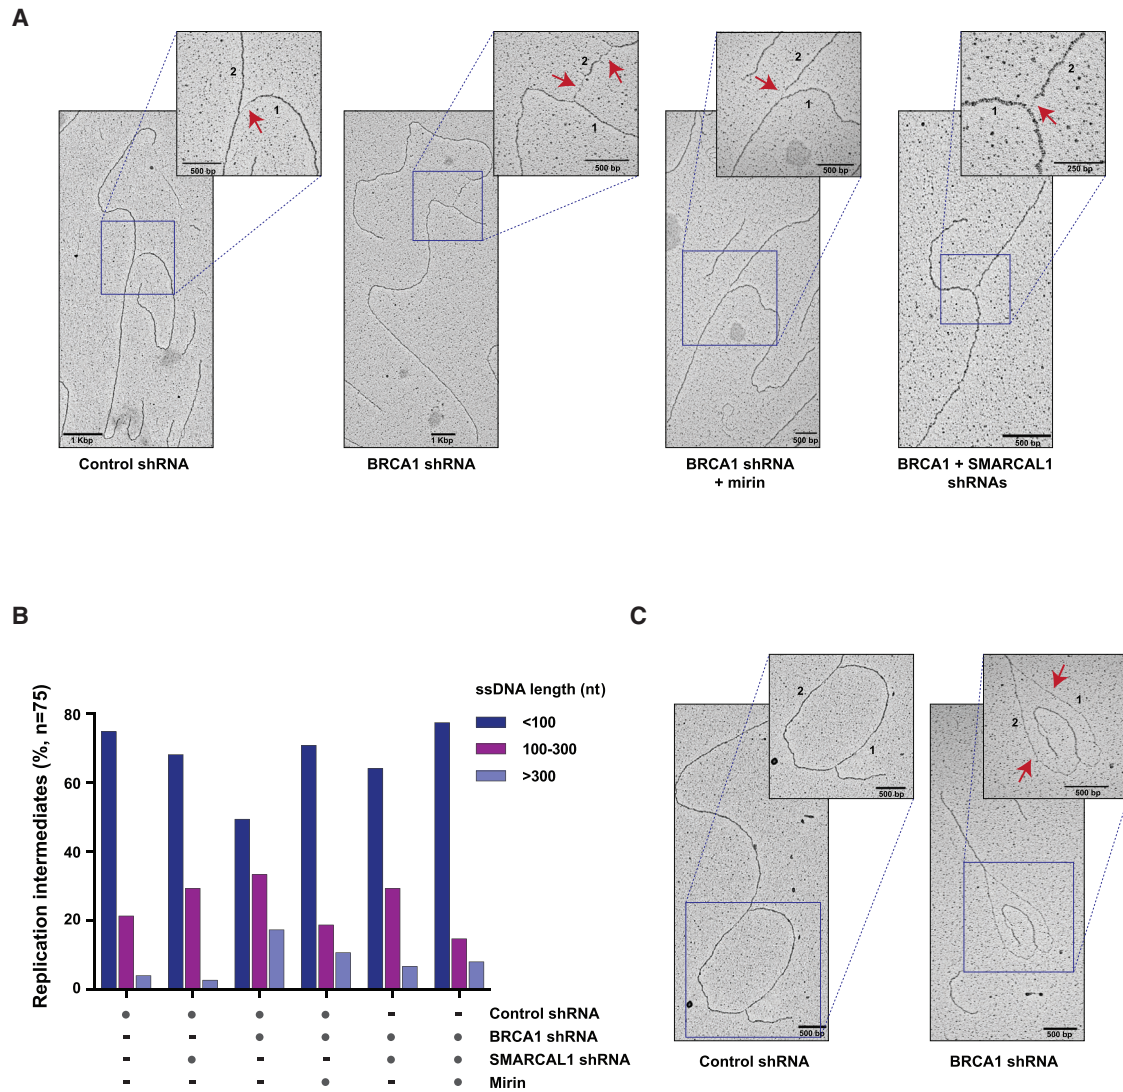 A
2
1
500 bp
1 Kbp
Control shRNA
2
1
500 bp
1 Kbp
BRCA1 shRNA
2
1
500 bp
500 bp
BRCA1 shRNA
+ mirin
2
1
250 bp
500 bp
BRCA1 + SMARCAL1
shRNAs
B
Replication intermediates (%, n=75)
80
60
40
20
0
ssDNA length (nt)
<100
100-300
>300
Control shRNA
BRCA1 shRNA
SMARCAL1 shRNA
Mirin
C
2
1
500 bp
500 bp
Control shRNA
1
2
500 bp
500 bp
BRCA1 shRNA